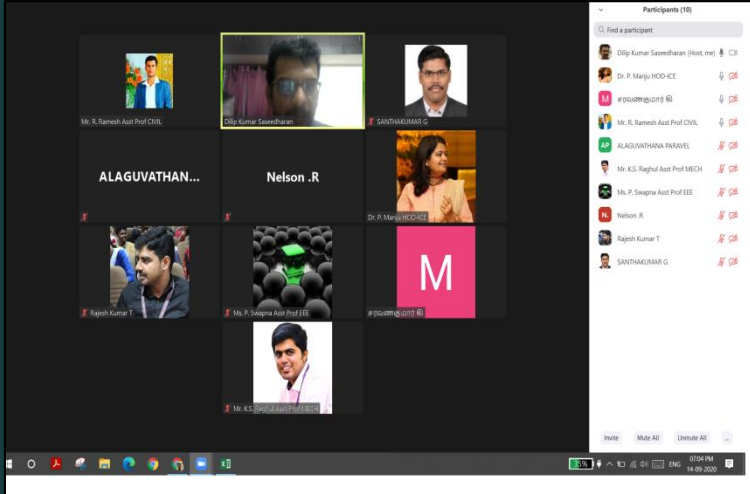 Participants (10)
Find a participant
Dilip Kumar Saseedharan (Host, me)
Dr. P. Manju HOD-ICE
M சரவணகுமார் வி
Mr. R. Ramesh Asst Prof CIVIL
AP ALAGUVATHANA PARAVEL
Mr. K.S. Raghul Asst Prof MECH
Ms. P. Swapna Asst Prof EEE
N. Nelson .R
Rajesh Kumar T
SANTHAKUMAR G
Mr. R. Ramesh Asst Prof CIVIL
Dilip Kumar Saseedharan
SANTHAKUMAR G
ALAGUVATHAN...
Nelson .R
Dr. P. Manju HOD-ICE
Rajesh Kumar T
Ms. P. Swapna Asst Prof EEE
M
சரவணகுமார் வி
Mr. K.S. Raghul Asst Prof MECH
Invite Mute All Unmute All ...
35% ENG 07:04 PM
14-09-2020